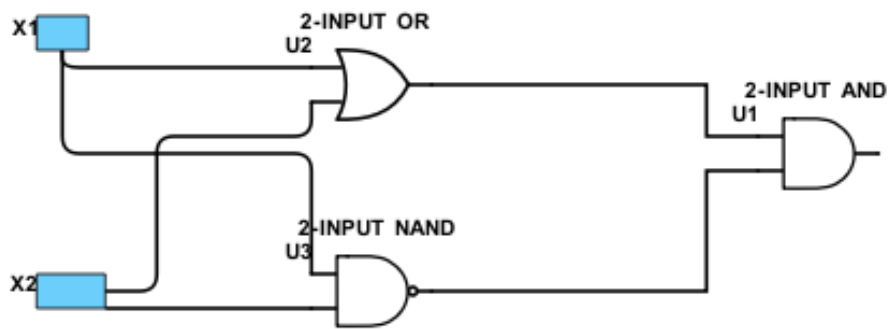 X1
2-INPUT OR
U2
2-INPUT AND
U1
2-INPUT NAND
U3
X2